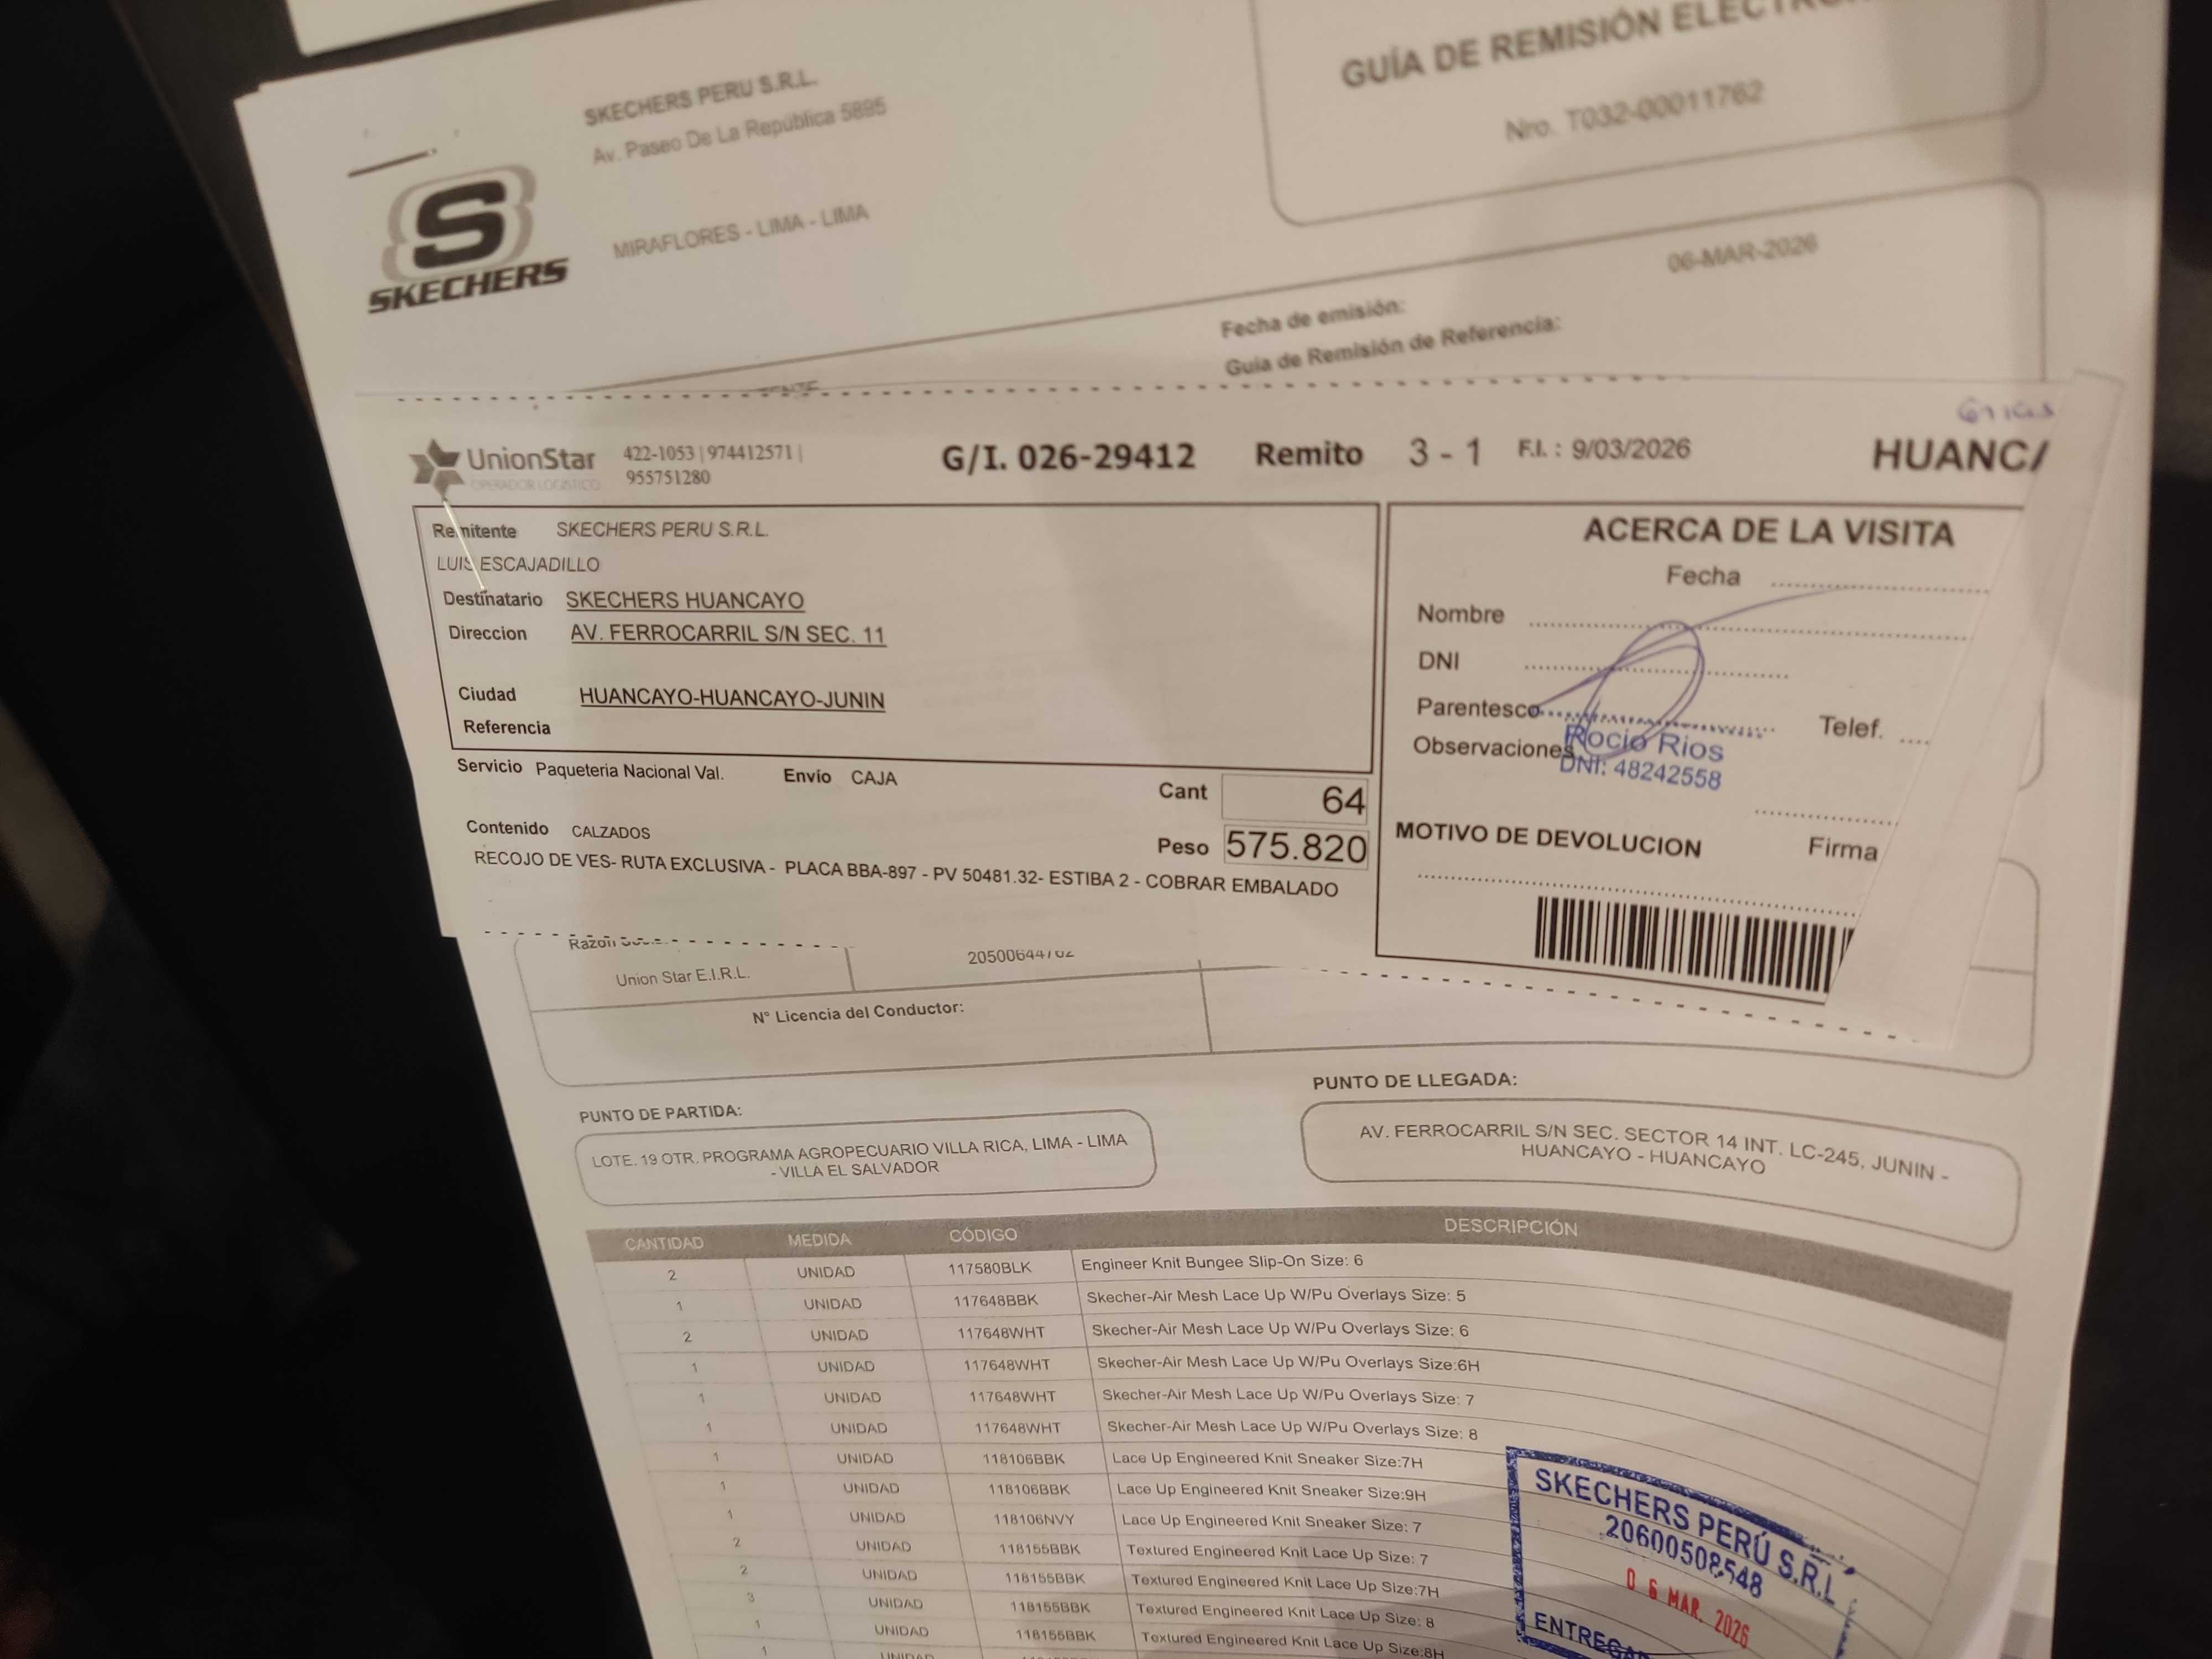 SKECHERS PERU S.R.L.
Av. Paseo De La República 5895
MIRAFLORES - LIMA - LIMA
S
SKECHERS
GUÍA DE REMISIÓN
Nro. T032-00011762
06-MAR-2026
Fecha de emisión:
Guia de Remisión de Referencia:
UnionStar
OPERADOR LOGISTICO
422-1053 | 974412571 |
955751280
G/I. 026-29412 Remito 3 - 1 F.I. : 9/03/2026
Remitente SKECHERS PERU S.R.L.
LUIS ESCAJADILLO
Destinatario SKECHERS HUANCAYO
Direccion AV. FERROCARRIL S/N SEC. 11
Ciudad HUANCAYO-HUANCAYO-JUNIN
Referencia
Servicio Paqueteria Nacional Val. Envío CAJA
Cant 64
Contenido CALZADOS
Peso 575.820
RECOJO DE VES- RUTA EXCLUSIVA - PLACA BBA-897 - PV 50481.32- ESTIBA 2 - COBRAR EMBALADO
ACERCA DE LA VISITA
Fecha
Nombre
DNI
Parentesco
Telef.
Observaciones
Rocio Rios
DNI: 48242558
MOTIVO DE DEVOLUCION
Firma
Union Star E.I.R.L.
N° Licencia del Conductor:
PUNTO DE PARTIDA:
LOTE. 19 OTR. PROGRAMA AGROPECUARIO VILLA RICA, LIMA - LIMA
- VILLA EL SALVADOR
PUNTO DE LLEGADA:
AV. FERROCARRIL S/N SEC. SECTOR 14 INT. LC-245, JUNIN -
HUANCAYO - HUANCAYO
CANTIDAD MEDIDA CÓDIGO DESCRIPCIÓN
2 UNIDAD 117580BLK Engineer Knit Bungee Slip-On Size: 6
1 UNIDAD 117648BBK Skecher-Air Mesh Lace Up W/Pu Overlays Size: 5
2 UNIDAD 117648WHT Skecher-Air Mesh Lace Up W/Pu Overlays Size: 6
1 UNIDAD 117648WHT Skecher-Air Mesh Lace Up W/Pu Overlays Size:6H
1 UNIDAD 117648WHT Skecher-Air Mesh Lace Up W/Pu Overlays Size: 7
1 UNIDAD 117648WHT Skecher-Air Mesh Lace Up W/Pu Overlays Size: 8
1 UNIDAD 118106BBK Lace Up Engineered Knit Sneaker Size:7H
1 UNIDAD 118106BBK Lace Up Engineered Knit Sneaker Size:9H
1 UNIDAD 118106NVY Lace Up Engineered Knit Sneaker Size: 7
2 UNIDAD 118155BBK Textured Engineered Knit Lace Up Size: 7
2 UNIDAD 118155BBK Textured Engineered Knit Lace Up Size:7H
3 UNIDAD 118155BBK Textured Engineered Knit Lace Up Size: 8
1 UNIDAD 118155BBK Textured Engineered Knit Lace Up Size:8H
1
SKECHERS PERÚ S.R.L.
20600508548
06 MAR. 2026